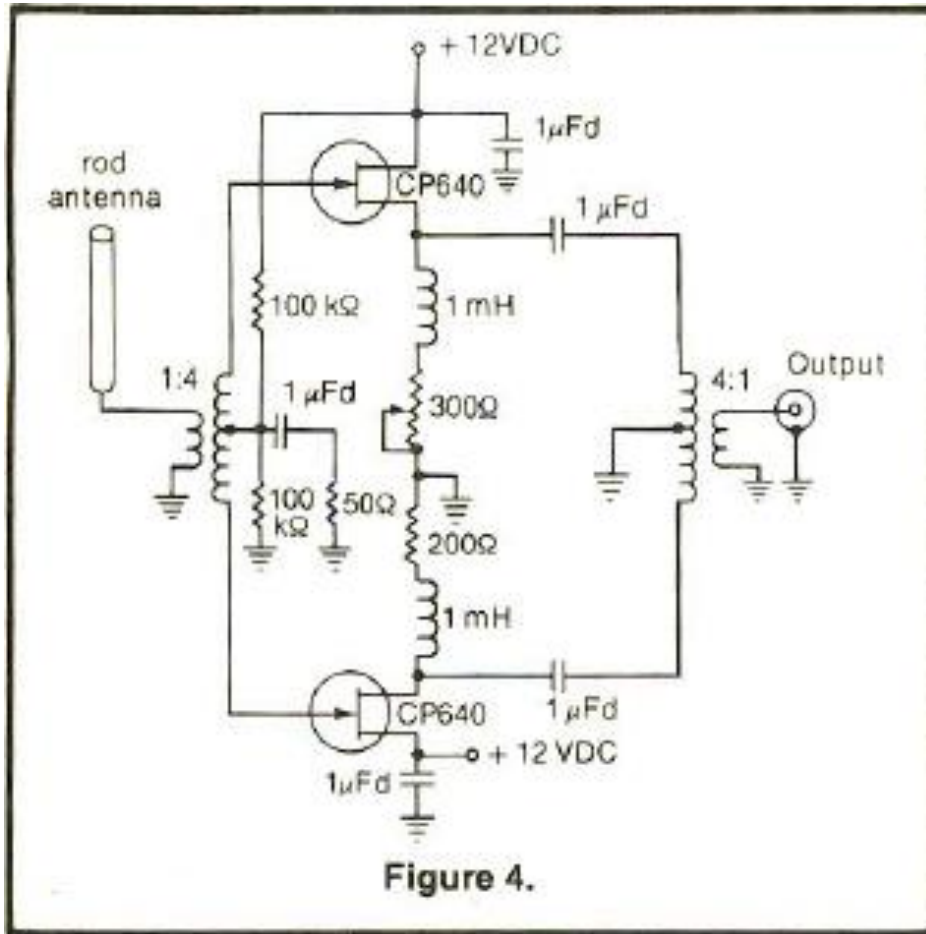 + 12VDC
1µFd
rod
antenna
CP640
1 µFd
100 kΩ
1 mH
1:4
1 µFd
300Ω
4:1
Output
100
kΩ
50Ω
200Ω
1 mH
CP640
1 µFd
+ 12 VDC
1µFd
Figure 4.